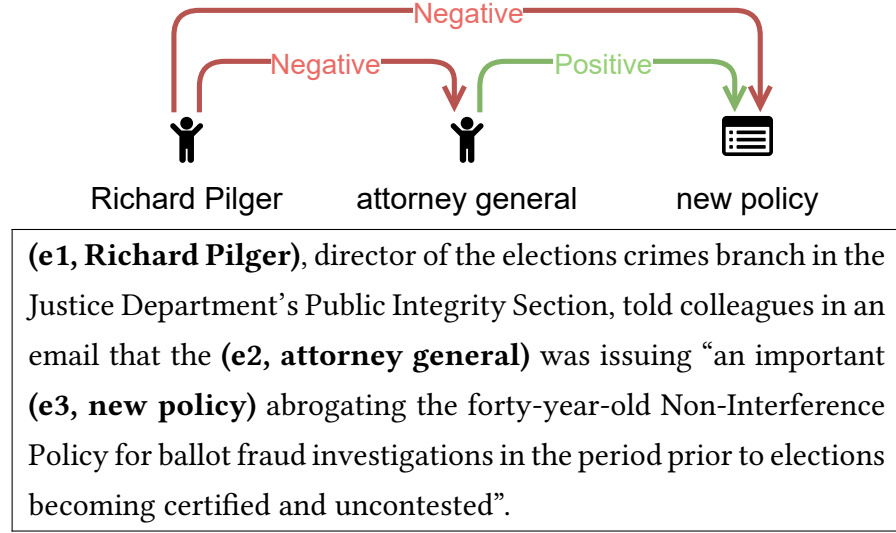 Negative
Negative
Positive
Richard Pilger
attorney general
new policy
(e1, Richard Pilger), director of the elections crimes branch in the
Justice Department's Public Integrity Section, told colleagues in an
email that the (e2, attorney general) was issuing “an important
(e3, new policy) abrogating the forty-year-old Non-Interference
Policy for ballot fraud investigations in the period prior to elections
becoming certified and uncontested”.